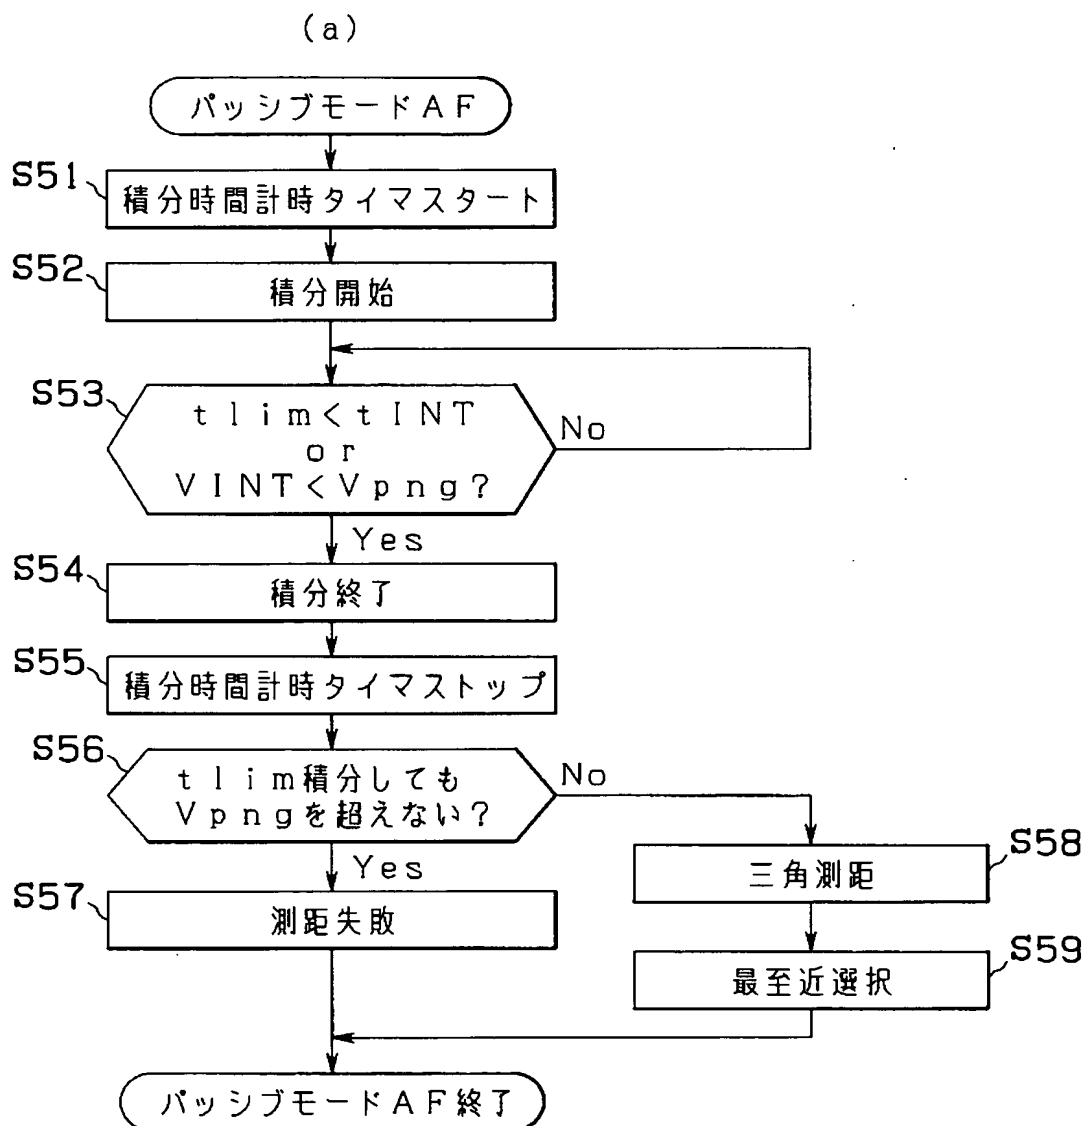 (a)
パッシブモードAF
S51
積分時間計時タイマスタート
S52
積分開始
S53
tlim<tINT
or
VINT<Vpng?
No
Yes
S54
積分終了
S55
積分時間計時タイマストップ
S56
tlim積分しても
Vpngを超えない?
No
Yes
S57
測距失敗
S58
三角測距
S59
最至近選択
パッシブモードAF終了